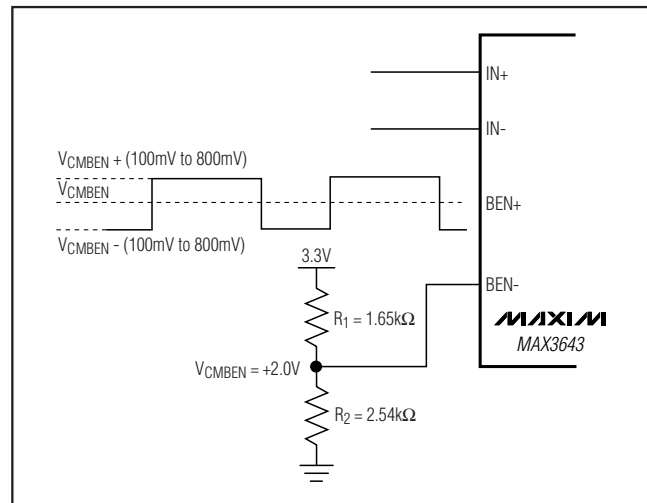 IN+
IN-
V_CMBEN + (100mV to 800mV)
V_CMBEN
BEN+
V_CMBEN - (100mV to 800mV)
3.3V
BEN-
R_1 = 1.65kΩ
MAXIM
MAX3643
V_CMBEN = +2.0V
R_2 = 2.54kΩ